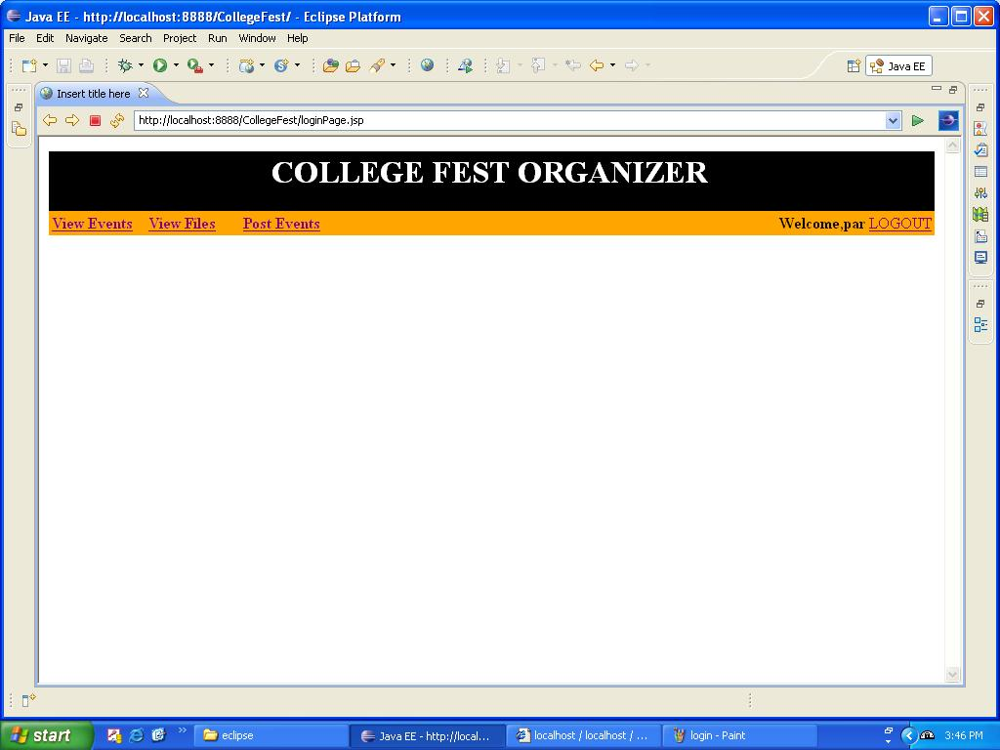 Java EE - http://localhost:8888/CollegeFest/ - Eclipse Platform
File Edit Navigate Search Project Run Window Help
Java EE
Insert title here
http://localhost:8888/CollegeFest/loginPage.jsp
COLLEGE FEST ORGANIZER
View Events View Files Post Events Welcome,par LOGOUT
start eclipse Java EE - http://local... localhost / localhost / ... login - Paint 3:46 PM